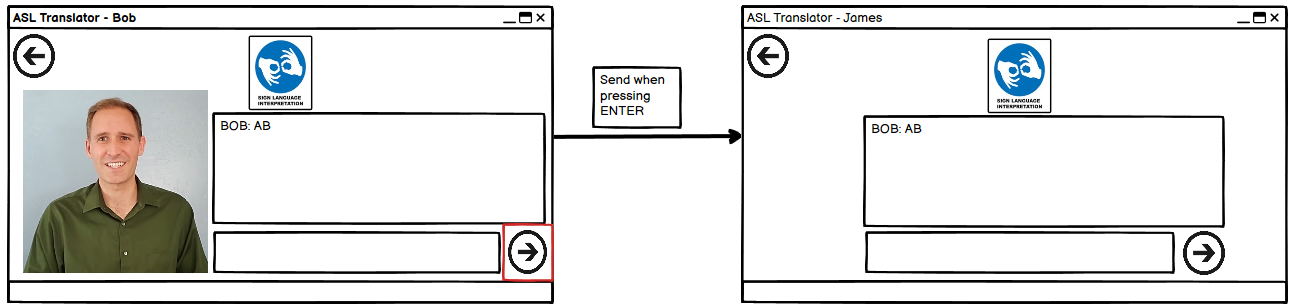 ASL Translator - Bob
SIGN LANGUAGE
INTERPRETATION
BOB: AB
Send when
pressing
ENTER
ASL Translator - James
SIGN LANGUAGE
INTERPRETATION
BOB: AB